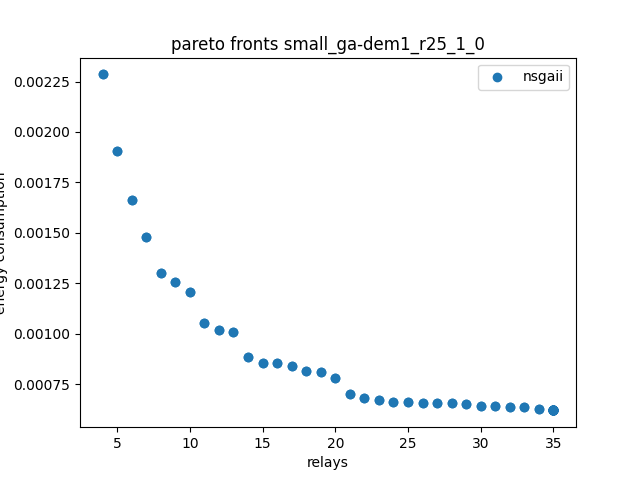 pareto fronts small_ga-dem1_r25_1_0
nsgaii
0.00225
0.00200
0.00175
0.00150
0.00125
0.00100
0.00075
energy consumption
5 10 15 20 25 30 35
relays